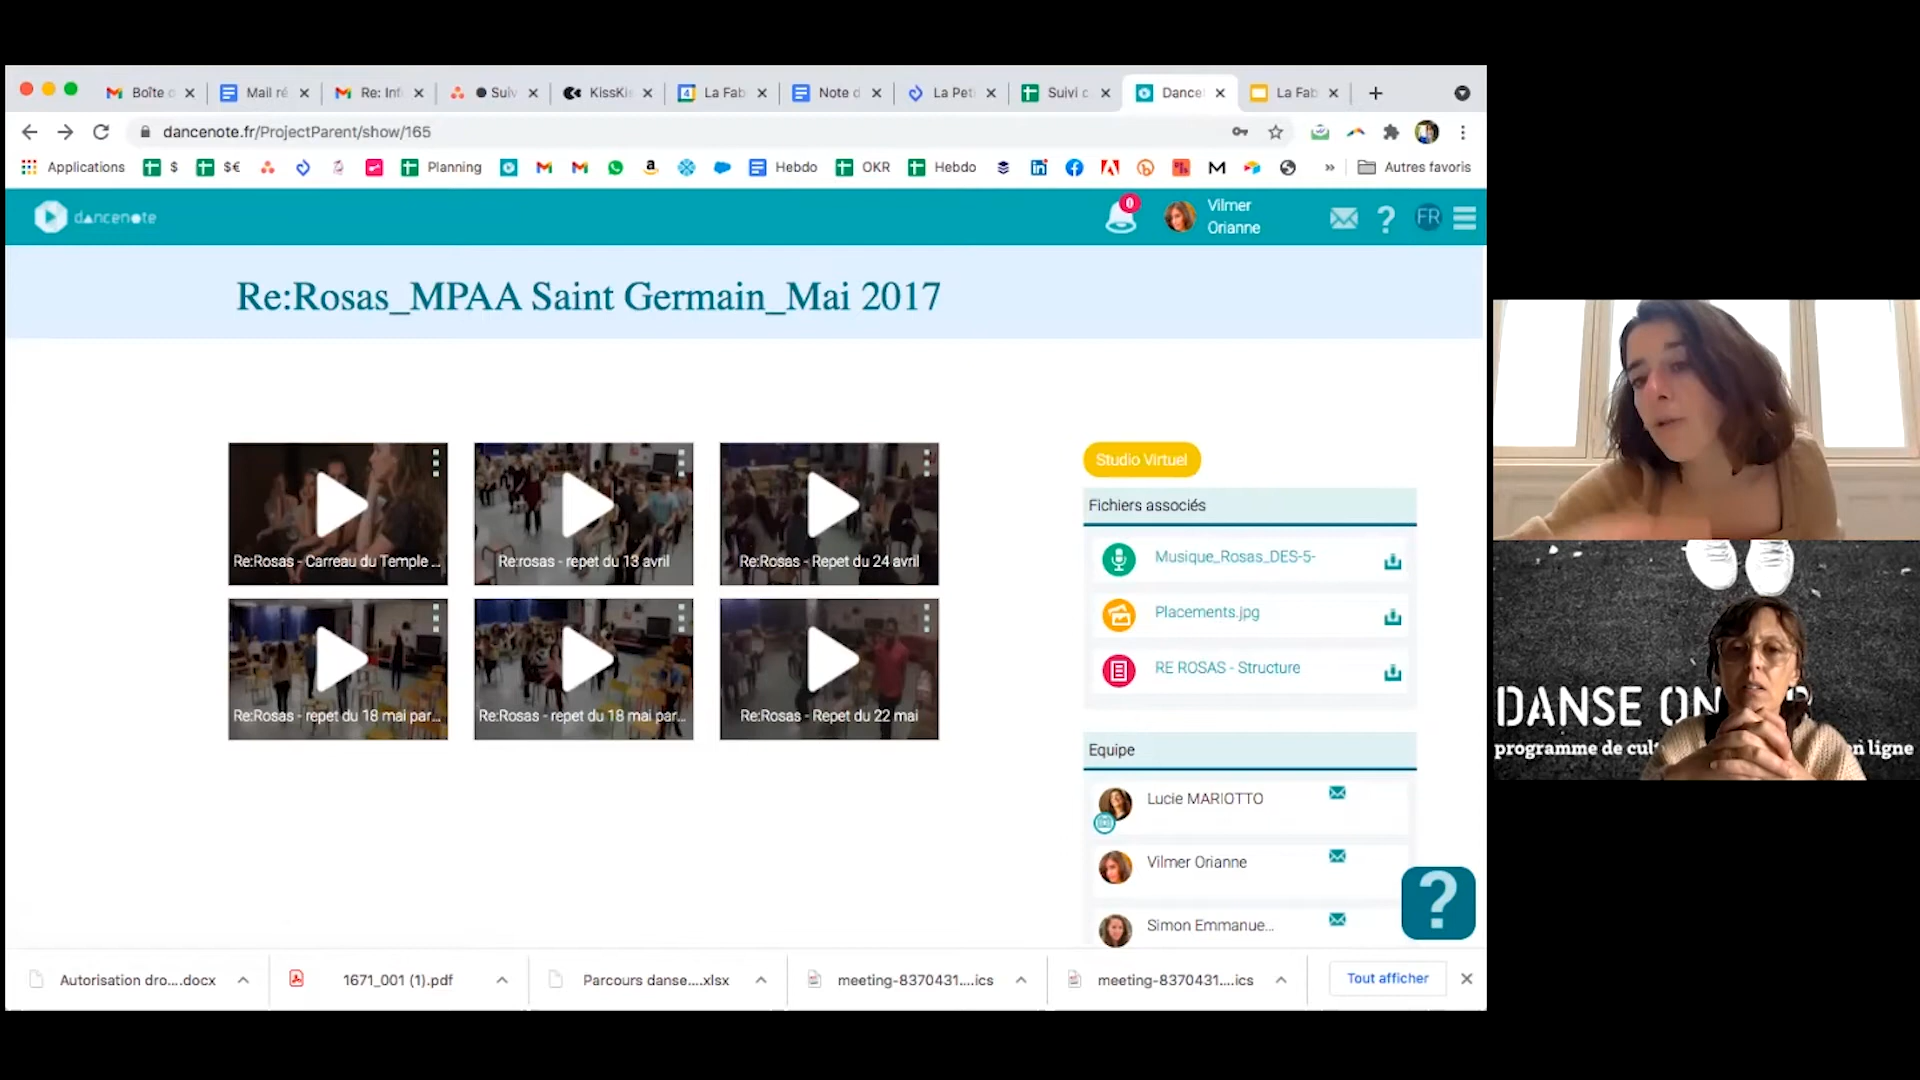 Boîte
Mail ré
Re: Inf
Suiv
KissKi
La Fab
Note d
La Peti
Suivi c
Dance
La Fab
dancenote.fr/ProjectParent/show/165
Applications
$
$€
Planning
Hebdo
OKR
Hebdo
»
Autres favoris
dancenote
0
Vilmer
Orianne
?
FR
Re:Rosas_MPAA Saint Germain_Mai 2017
Re:Rosas - Carreau du Temple ...
Re:rosas - repet du 13 avril
Re:Rosas - Repet du 24 avril
Re:Rosas - repet du 18 mai par...
Re:Rosas - repet du 18 mai par...
Re:Rosas - Repet du 22 mai
Studio Virtuel
Fichiers associés
Musique_Rosas_DES-5-
Placements.jpg
RE ROSAS - Structure
Equipe
Lucie MARIOTTO
Vilmer Orianne
Simon Emmanue...
?
Autorisation dro....docx
1671_001 (1).pdf
Parcours danse....xlsx
meeting-8370431....ics
meeting-8370431....ics
Tout afficher
DANSE ON
programme de cul
en ligne